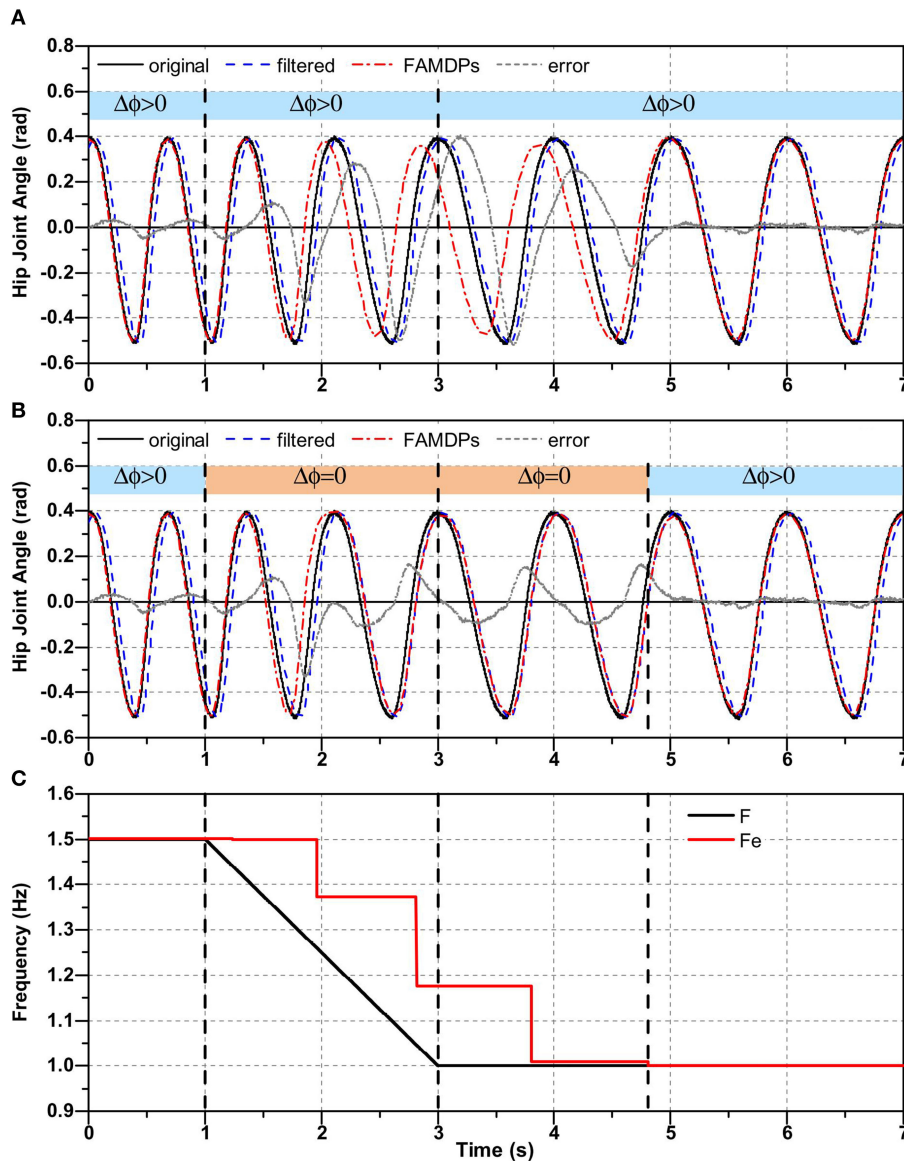 A
0.8
0.6
0.4
0.2
0.0
-0.2
-0.4
-0.6
Hip Joint Angle (rad)
original filtered FAMDPs error
Δϕ>0 Δϕ>0 Δϕ>0
0 1 2 3 4 5 6 7
B
0.8
0.6
0.4
0.2
0.0
-0.2
-0.4
-0.6
Hip Joint Angle (rad)
original filtered FAMDPs error
Δϕ>0 Δϕ=0 Δϕ=0 Δϕ>0
0 1 2 3 4 5 6 7
C
1.6
1.5
1.4
1.3
1.2
1.1
1.0
0.9
Frequency (Hz)
F
Fe
0 1 2 3 4 5 6 7
Time (s)